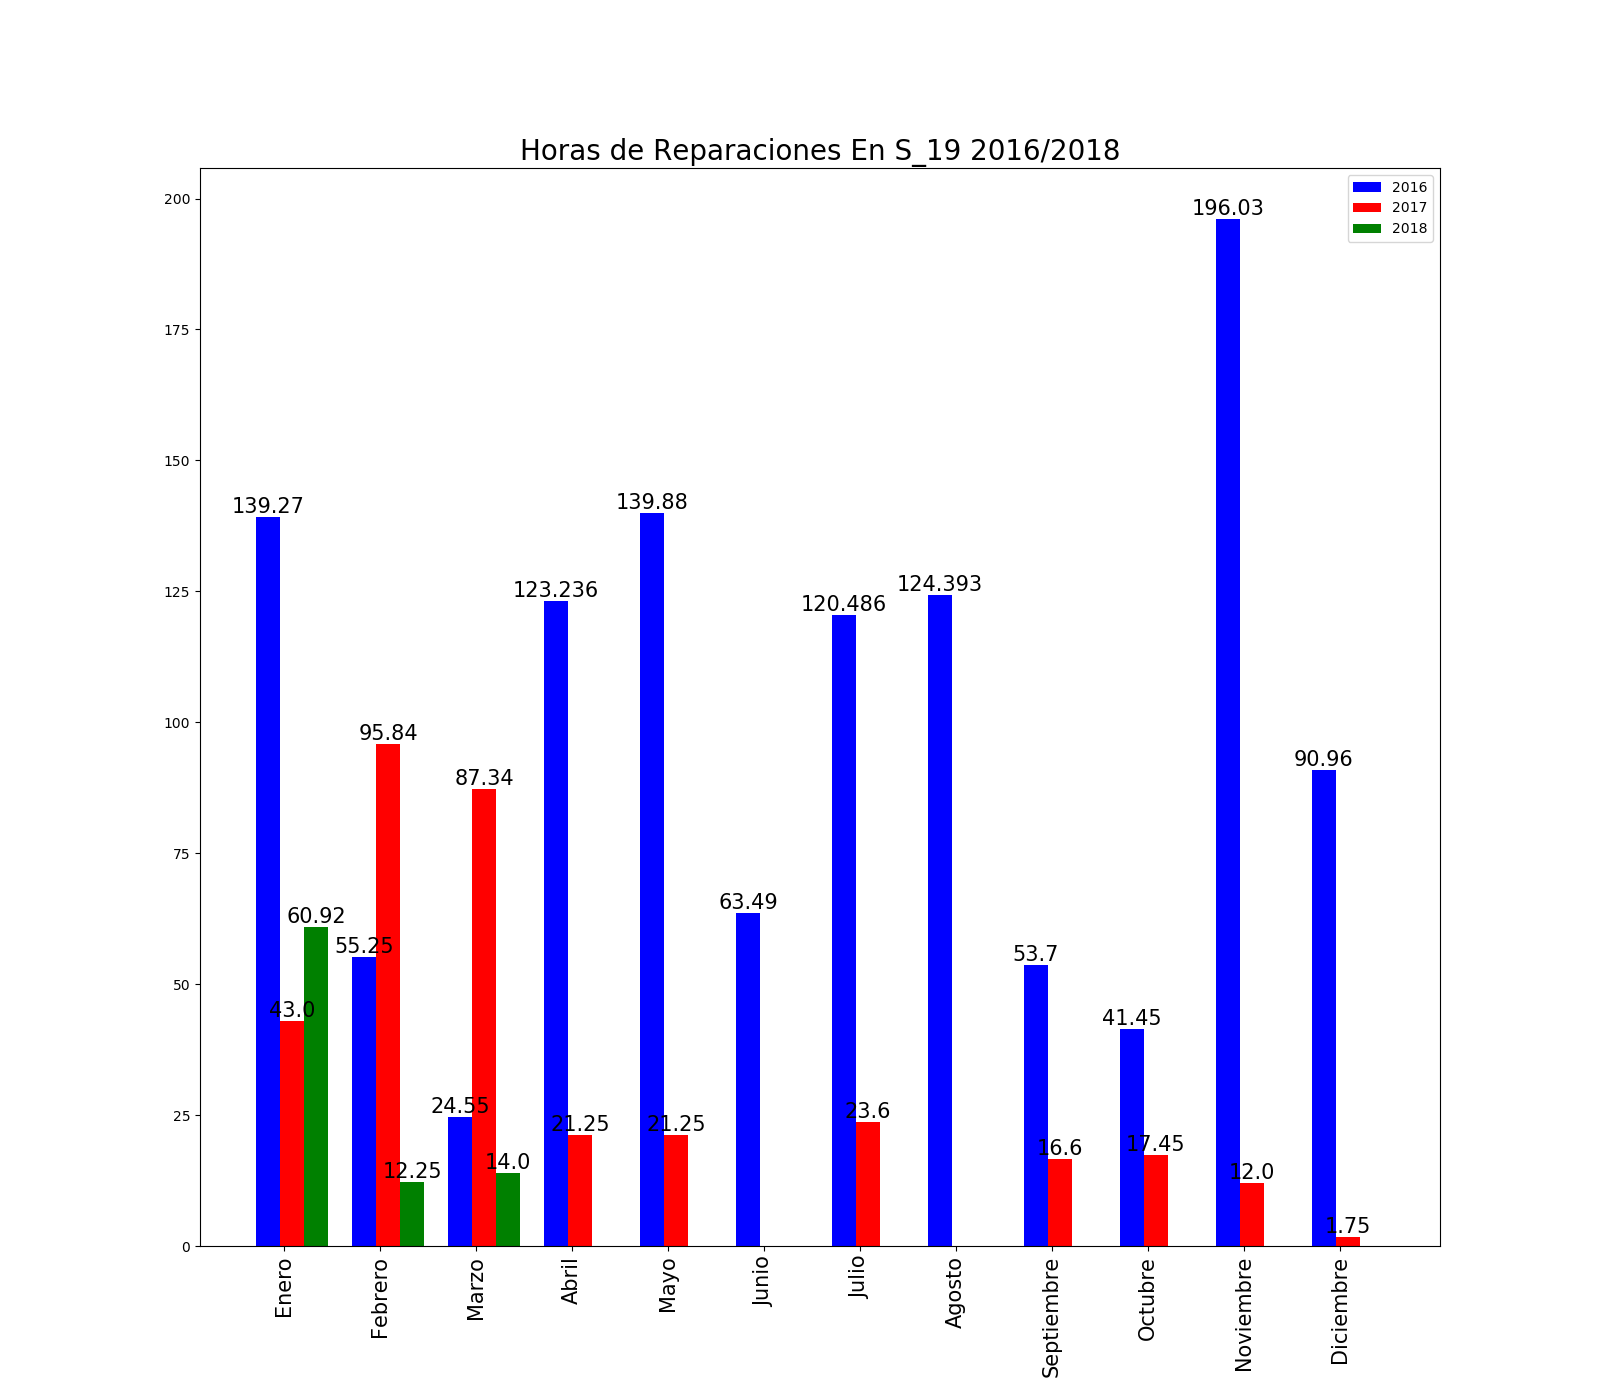 Horas de Reparaciones En S_19 2016/2018
2016
2017
2018
200
175
150
125
100
75
50
25
0
139.27
43.0
60.92
55.25
95.84
12.25
24.55
87.34
14.0
123.236
21.25
139.88
21.25
63.49
120.486
23.6
124.393
53.7
16.6
41.45
17.45
196.03
12.0
90.96
1.75
Enero
Febrero
Marzo
Abril
Mayo
Junio
Julio
Agosto
Septiembre
Octubre
Noviembre
Diciembre